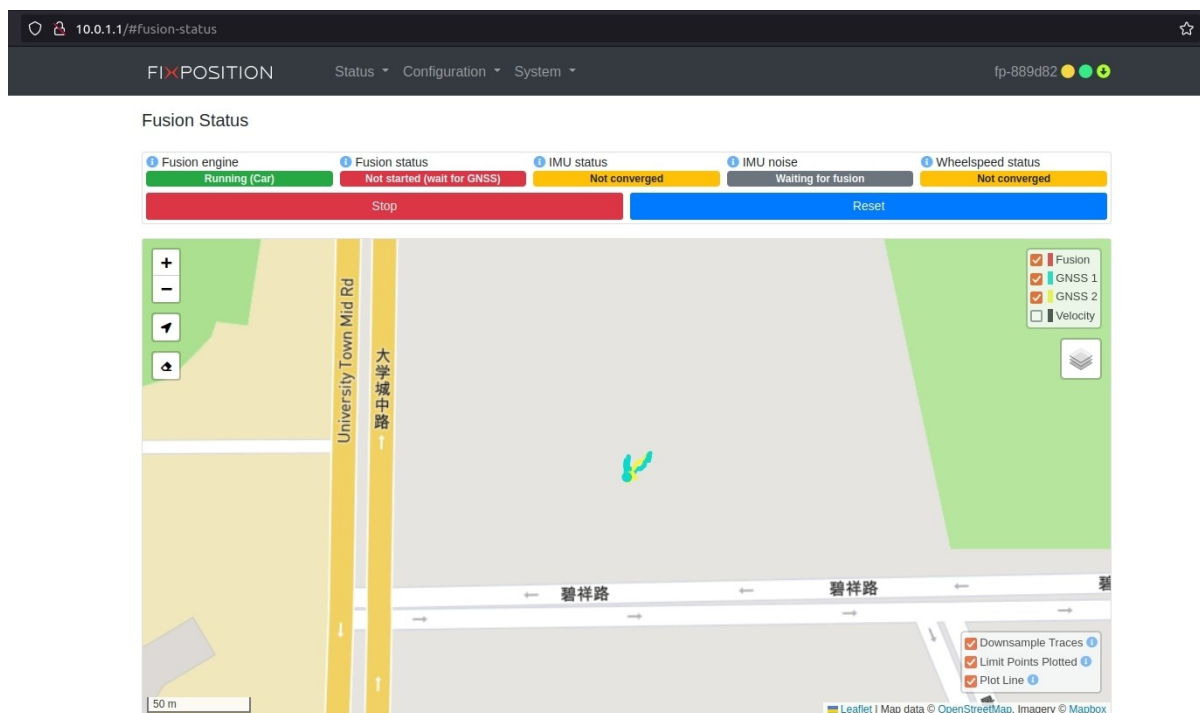 10.0.1.1/#fusion-status
FIXPOSITION
Status
Configuration
System
fp-889d82
Fusion Status
Fusion engine
Running (Car)
Fusion status
Not started (wait for GNSS)
IMU status
Not converged
IMU noise
Waiting for fusion
Wheelspeed status
Not converged
Stop
Reset
+
−
Fusion
GNSS 1
GNSS 2
Velocity
University Town Mid Rd
大学城中路
碧祥路
碧祥路
碧
Downsample Traces
Limit Points Plotted
Plot Line
50 m
Leaflet | Map data © OpenStreetMap, Imagery © Mapbox